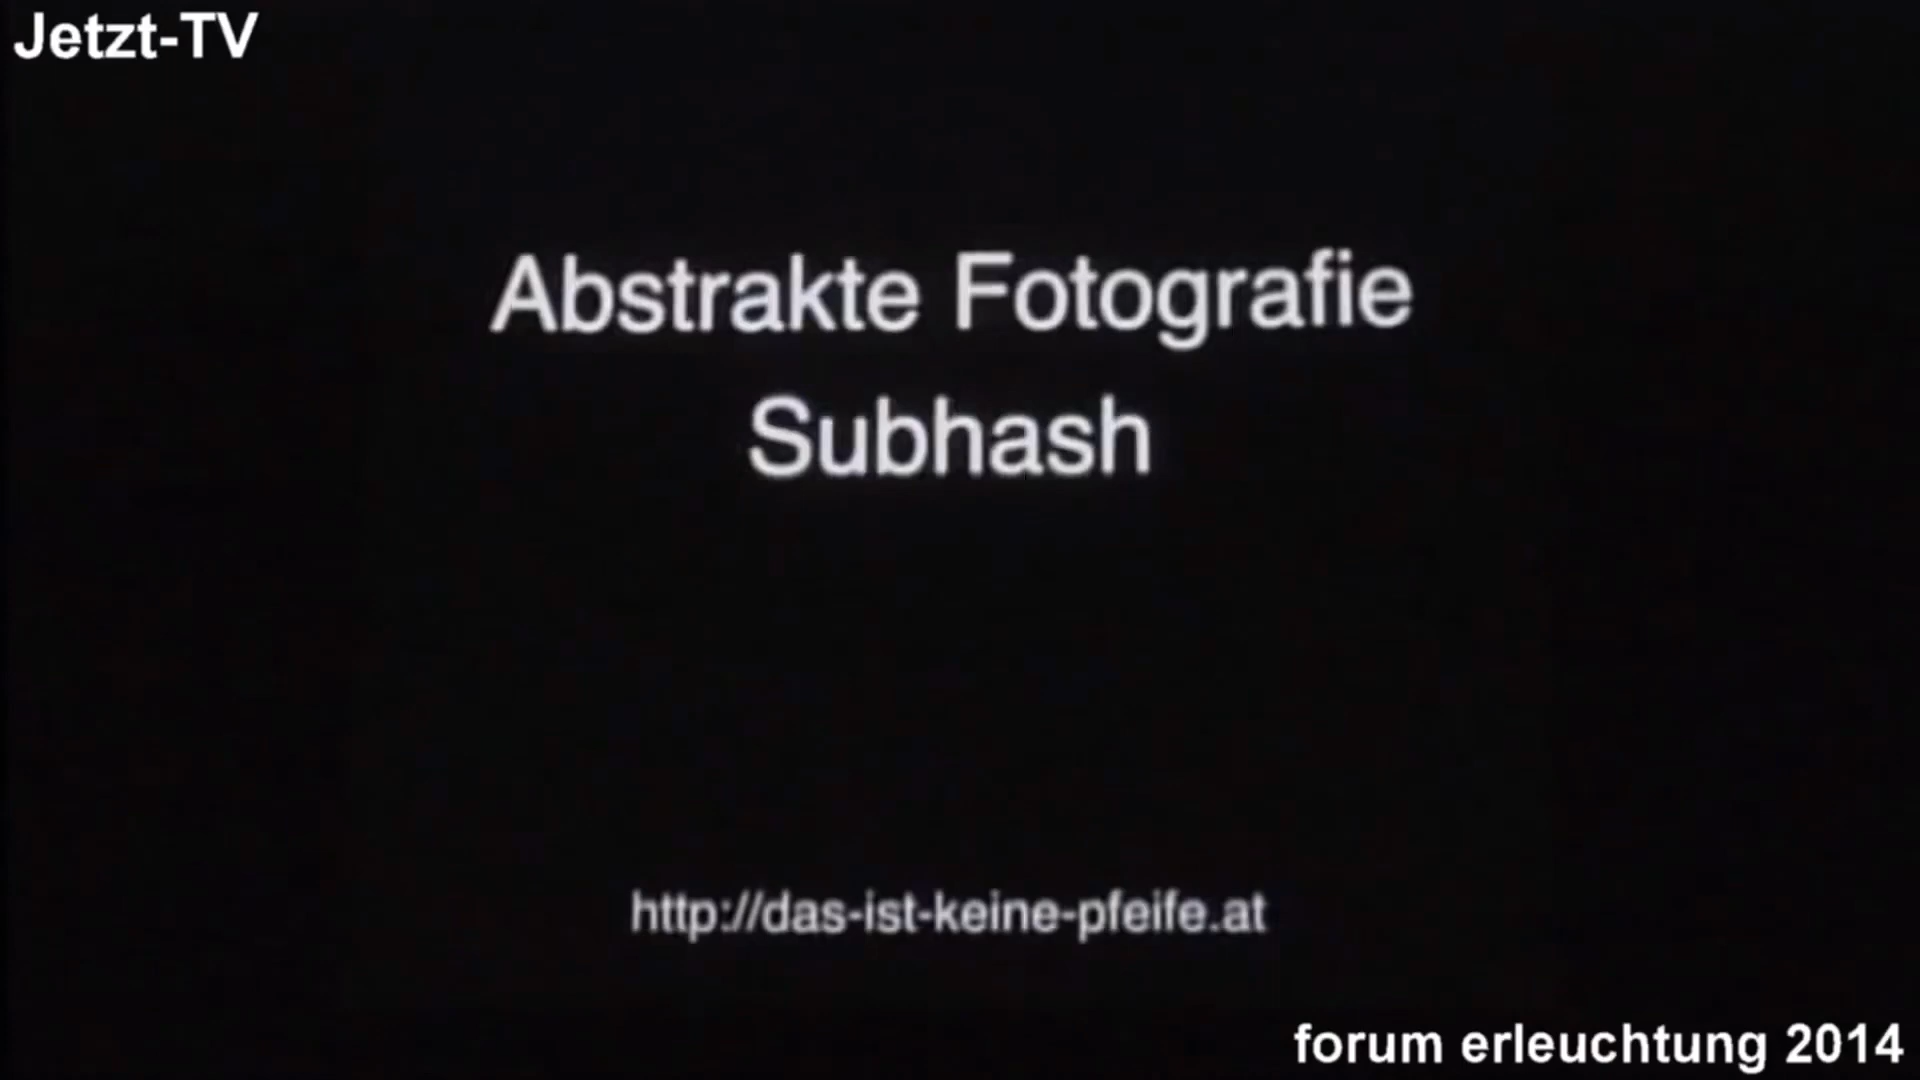 Jetzt-TV
Abstrakte Fotografie
Subhash
http://das-ist-keine-pfeife.at
forum erleuchtung 2014